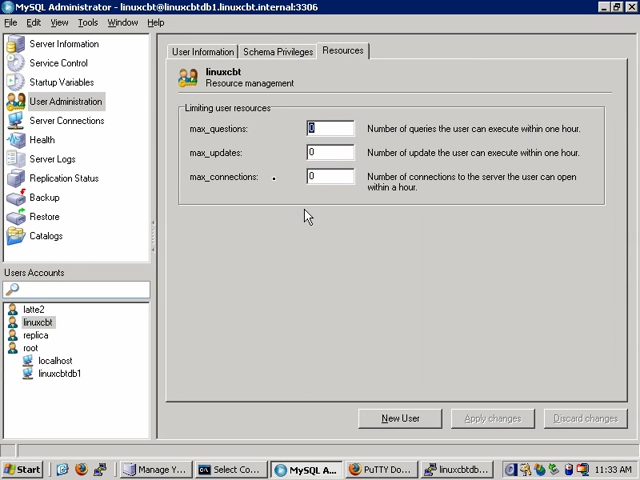 MySQL Administrator - linuxcbt@linuxcbtdb1.linuxcbt.internal:3306
File Edit View Tools Window Help
Server Information
Service Control
Startup Variables
User Administration
Server Connections
Health
Server Logs
Replication Status
Backup
Restore
Catalogs
Users Accounts
latte2
linuxcbt
replica
root
localhost
linuxcbtdb1
User Information Schema Privileges Resources
linuxcbt
Resource management
Limiting user resources
max_questions: 0 Number of queries the user can execute within one hour.
max_updates: 0 Number of update the user can execute within one hour.
max_connections: 0 Number of connections to the server the user can open
within a hour.
New User Apply changes Discard changes
Start Manage Y... Select Co... MySQL A... PuTTY Do... linuxcbtdb... 11:33 AM